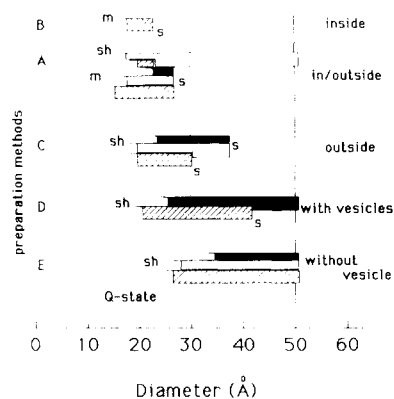 B m s inside
sh
A m s in/outside
C sh s outside
D sh s with vesicles
E sh without vesicle
Q-state
0 10 20 30 40 50 60
Diameter (Å)
preparation methods